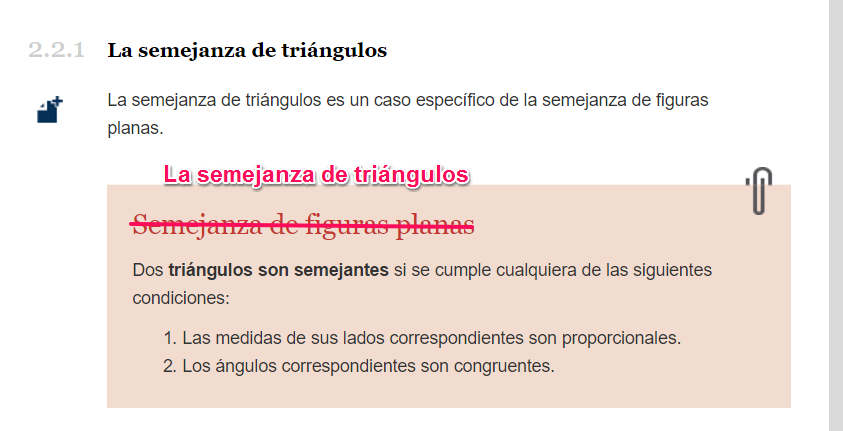 2.2.1 La semejanza de triángulos
La semejanza de triángulos es un caso específico de la semejanza de figuras
planas.
La semejanza de triángulos
Semejanza de figuras planas
Dos triángulos son semejantes si se cumple cualquiera de las siguientes
condiciones:
1. Las medidas de sus lados correspondientes son proporcionales.
2. Los ángulos correspondientes son congruentes.